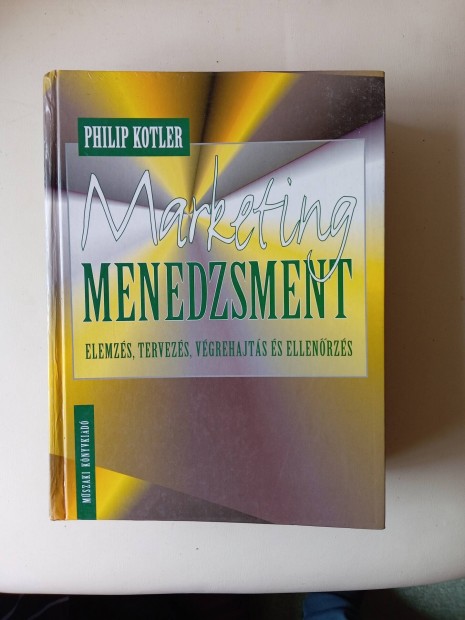 PHILIP KOTLER
Marketing
MENEDZSMENT
ELEMZÉS, TERVEZÉS, VÉGREHAJTÁS ÉS ELLENŐRZÉS
MŰSZAKI KÖNYVKIADÓ